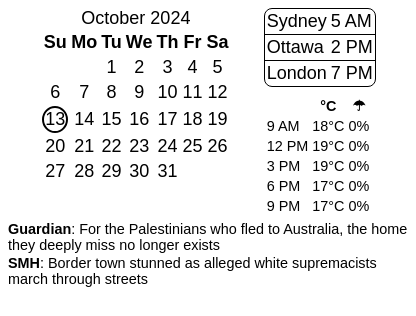 October 2024
Su Mo Tu We Th Fr Sa
1 2 3 4 5
6 7 8 9 10 11 12
13 14 15 16 17 18 19
20 21 22 23 24 25 26
27 28 29 30 31
Sydney 5 AM
Ottawa 2 PM
London 7 PM
°C ☂
9 AM 18°C 0%
12 PM 19°C 0%
3 PM 19°C 0%
6 PM 17°C 0%
9 PM 17°C 0%
Guardian: For the Palestinians who fled to Australia, the home
they deeply miss no longer exists
SMH: Border town stunned as alleged white supremacists
march through streets